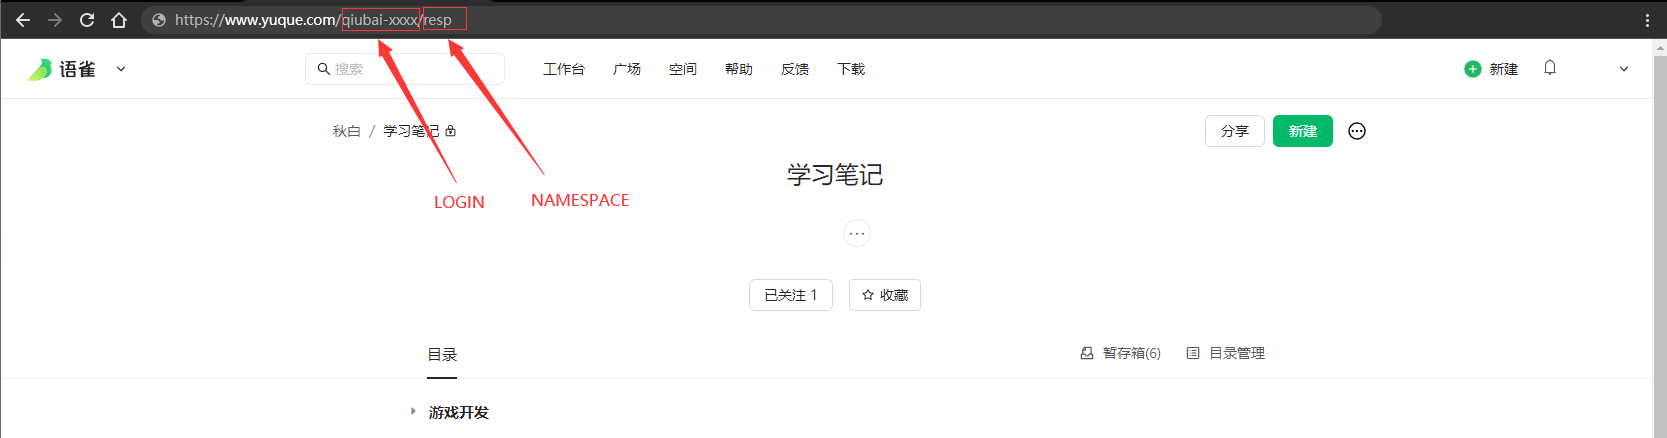 https://www.yuque.com/qiubai-xxxx/resp
语雀
搜索
工作台 广场 空间 帮助 反馈 下载
新建
秋白 / 学习笔记
分享 新建
学习笔记
LOGIN NAMESPACE
已关注 1 收藏
目录
暂存箱(6) 目录管理
游戏开发